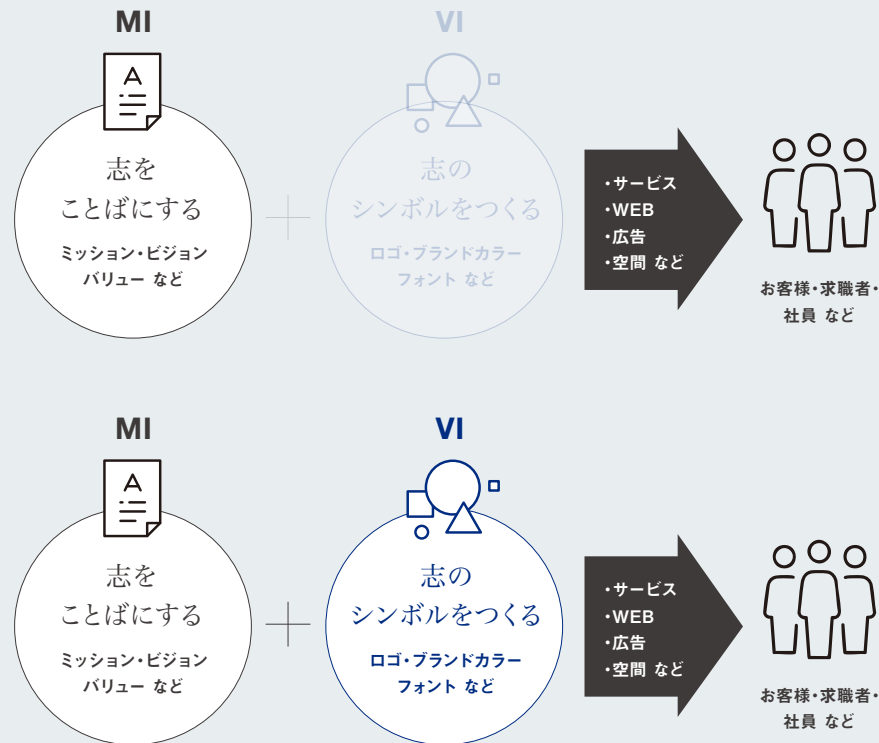 MI
VI
A
志を
ことばにする
ミッション・ビジョン
バリュー など
志の
シンボルをつくる
ロゴ・ブランドカラー
フォント など
・サービス
・WEB
・広告
・空間 など
お客様・求職者・
社員 など
MI
VI
A
志を
ことばにする
ミッション・ビジョン
バリュー など
志の
シンボルをつくる
ロゴ・ブランドカラー
フォント など
・サービス
・WEB
・広告
・空間 など
お客様・求職者・
社員 など